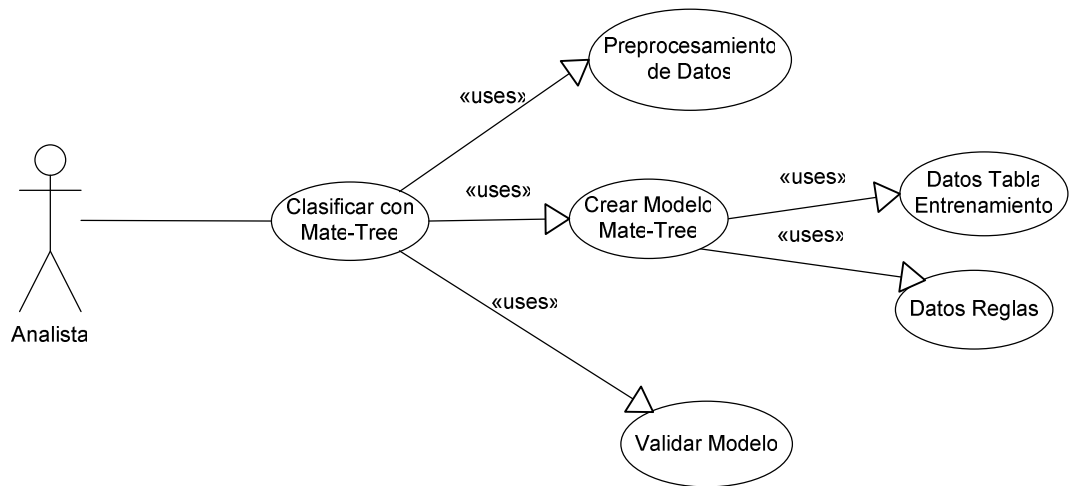 Preprocesamiento
de Datos
«uses»
«uses»
«uses»
Datos Tabla
Entrenamiento
Clasificar con
Mate-Tree
Crear Modelo
Mate-Tree
«uses»
«uses»
Datos Reglas
Analista
Validar Modelo